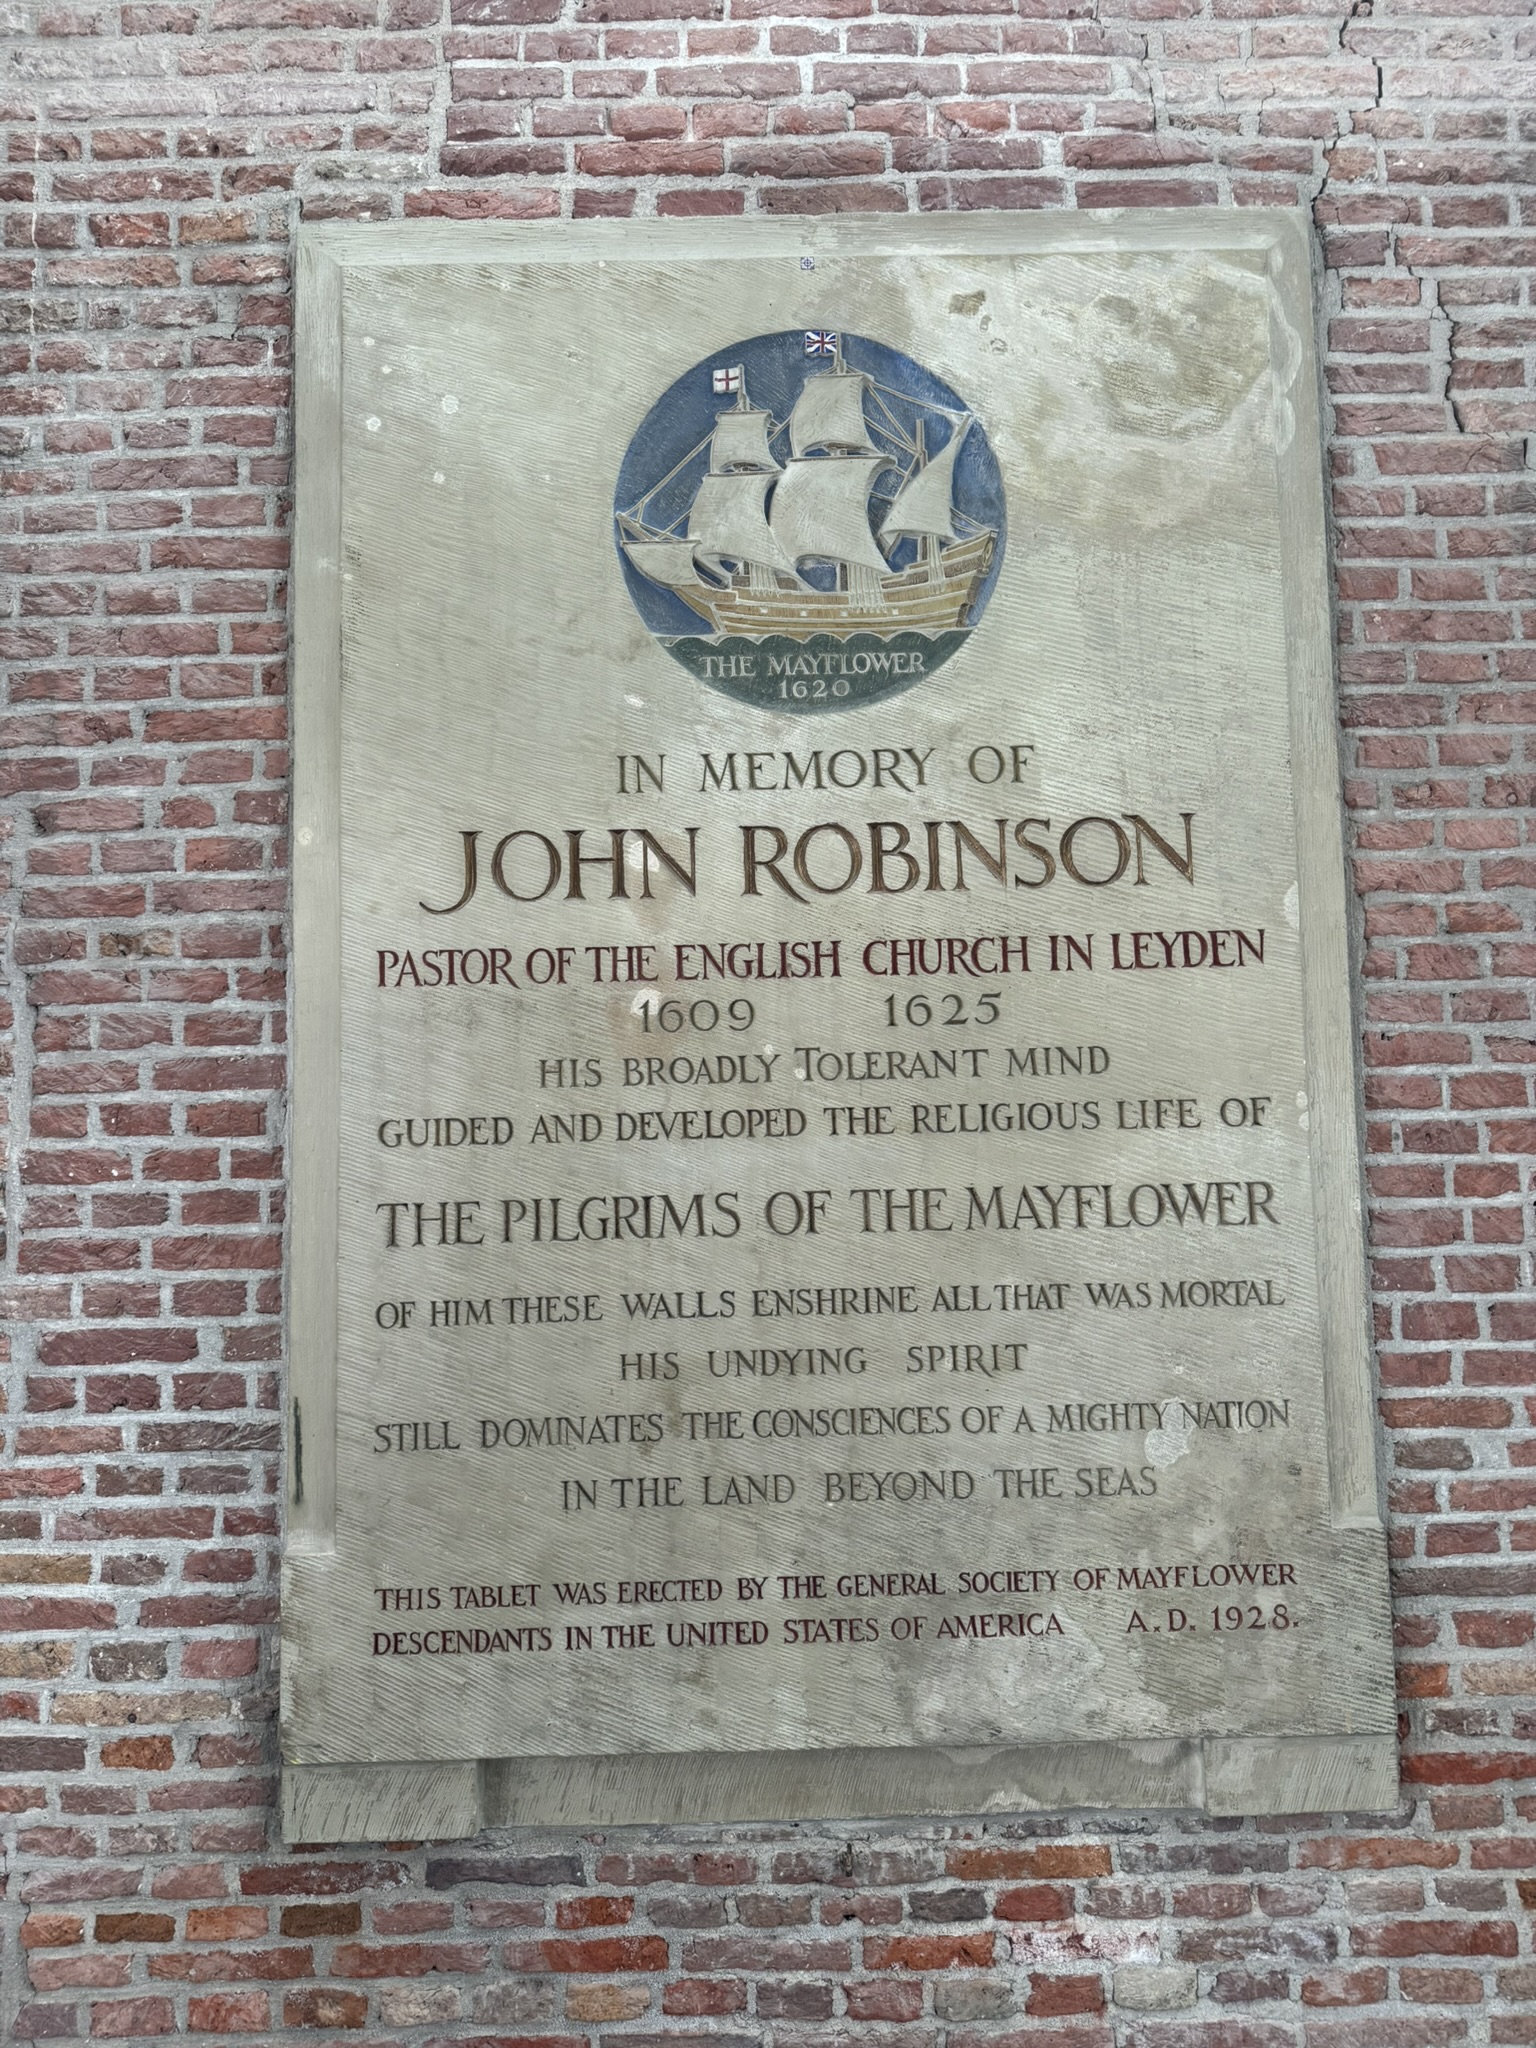 THE MAYFLOWER
1620
IN MEMORY OF
JOHN ROBINSON
PASTOR OF THE ENGLISH CHURCH IN LEYDEN
1609 1625
HIS BROADLY TOLERANT MIND
GUIDED AND DEVELOPED THE RELIGIOUS LIFE OF
THE PILGRIMS OF THE MAYFLOWER
OF HIM THESE WALLS ENSHRINE ALL THAT WAS MORTAL
HIS UNDYING SPIRIT
STILL DOMINATES THE CONSCIENCES OF A MIGHTY NATION
IN THE LAND BEYOND THE SEAS
THIS TABLET WAS ERECTED BY THE GENERAL SOCIETY OF MAYFLOWER
DESCENDANTS IN THE UNITED STATES OF AMERICA A.D. 1928.